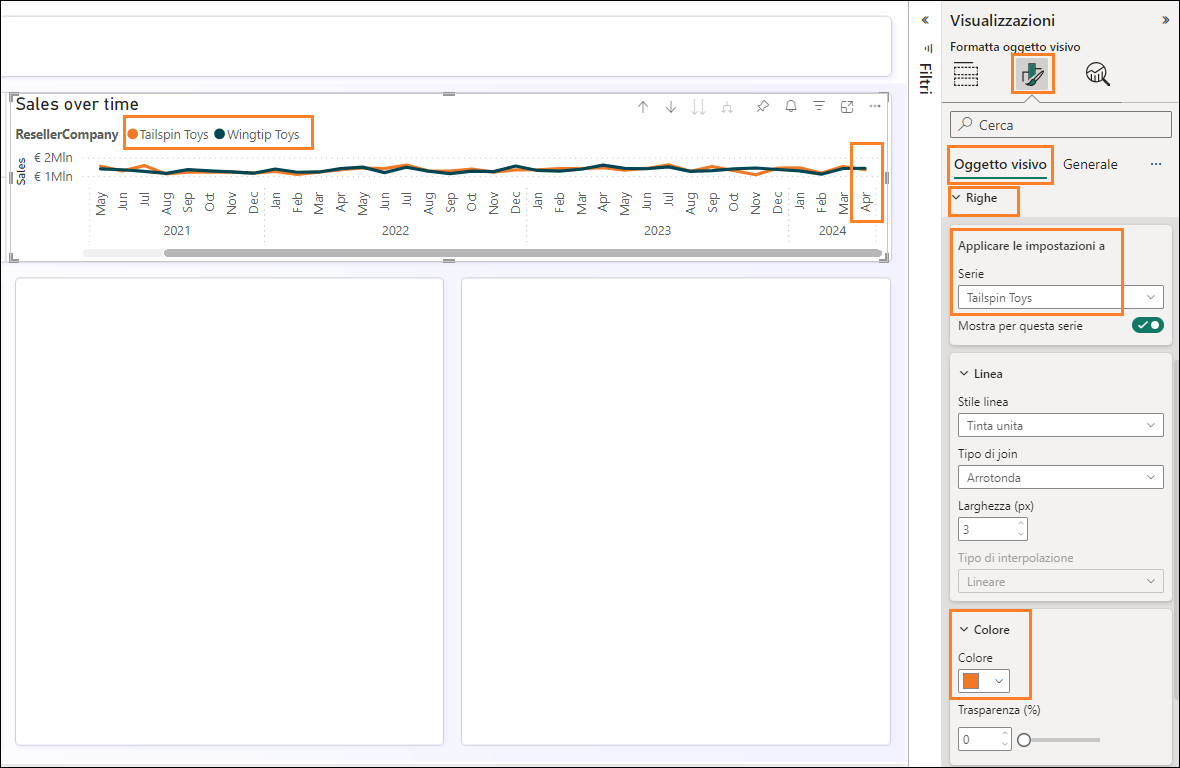 Sales over time
ResellerCompany Tailspin Toys Wingtip Toys
Sales
€ 2Mln
€ 1Mln
May Jun Jul Aug Sep Oct Nov Dec Jan Feb Mar Apr May Jun Jul Aug Sep Oct Nov Dec Jan Feb Mar Apr May Jun Jul Aug Sep Oct Nov Dec Jan Feb Mar Apr
2021 2022 2023 2024
Filtri
Visualizzazioni
Formatta oggetto visivo
Cerca
Oggetto visivo Generale
Righe
Applicare le impostazioni a
Serie
Tailspin Toys
Mostra per questa serie
Linea
Stile linea
Tinta unita
Tipo di join
Arrotonda
Larghezza (px)
3
Tipo di interpolazione
Lineare
Colore
Colore
Trasparenza (%)
0